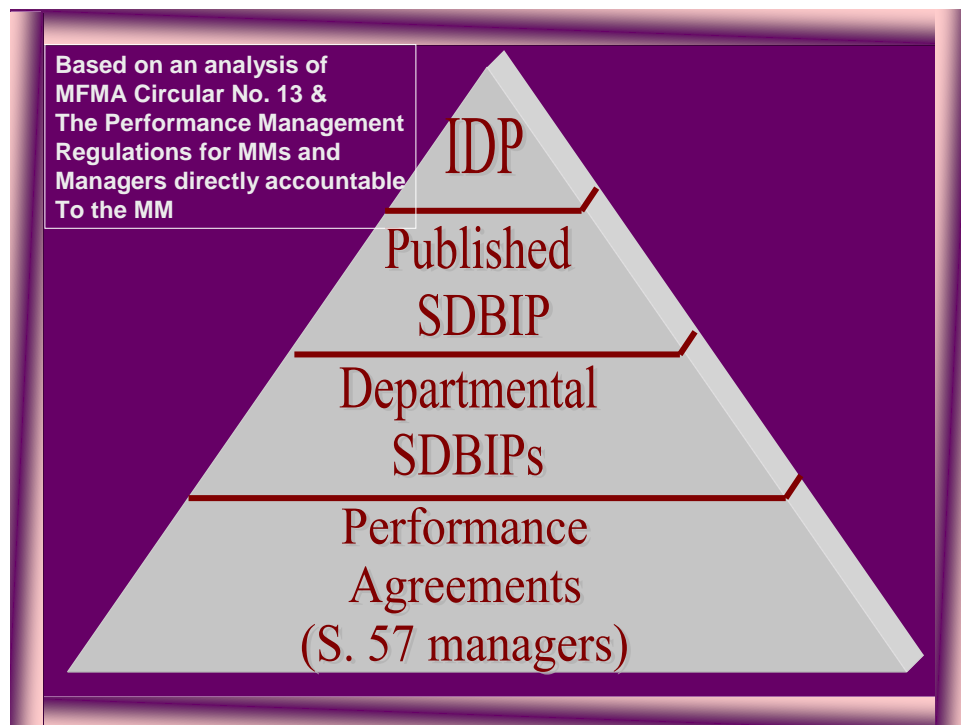 Based on an analysis of
MFMA Circular No. 13 &
The Performance Management
Regulations for MMs and
Managers directly accountable
To the MM
IDP
Published
SDBIP
Departmental
SDBIPs
Performance
Agreements
(S. 57 managers)